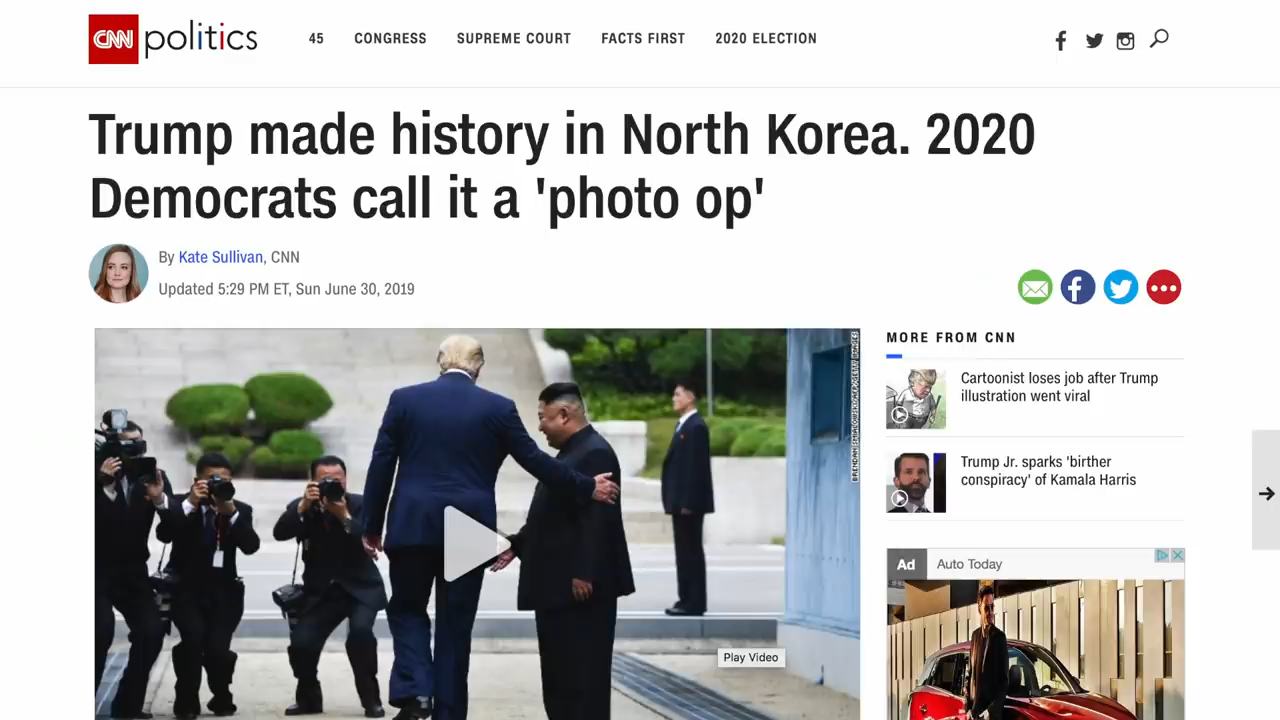 CNN politics
45 CONGRESS SUPREME COURT FACTS FIRST 2020 ELECTION
Trump made history in North Korea. 2020
Democrats call it a 'photo op'
By Kate Sullivan, CNN
Updated 5:29 PM ET, Sun June 30, 2019
MORE FROM CNN
Cartoonist loses job after Trump
illustration went viral
Trump Jr. sparks 'birther
conspiracy' of Kamala Harris
Ad Auto Today
Play Video